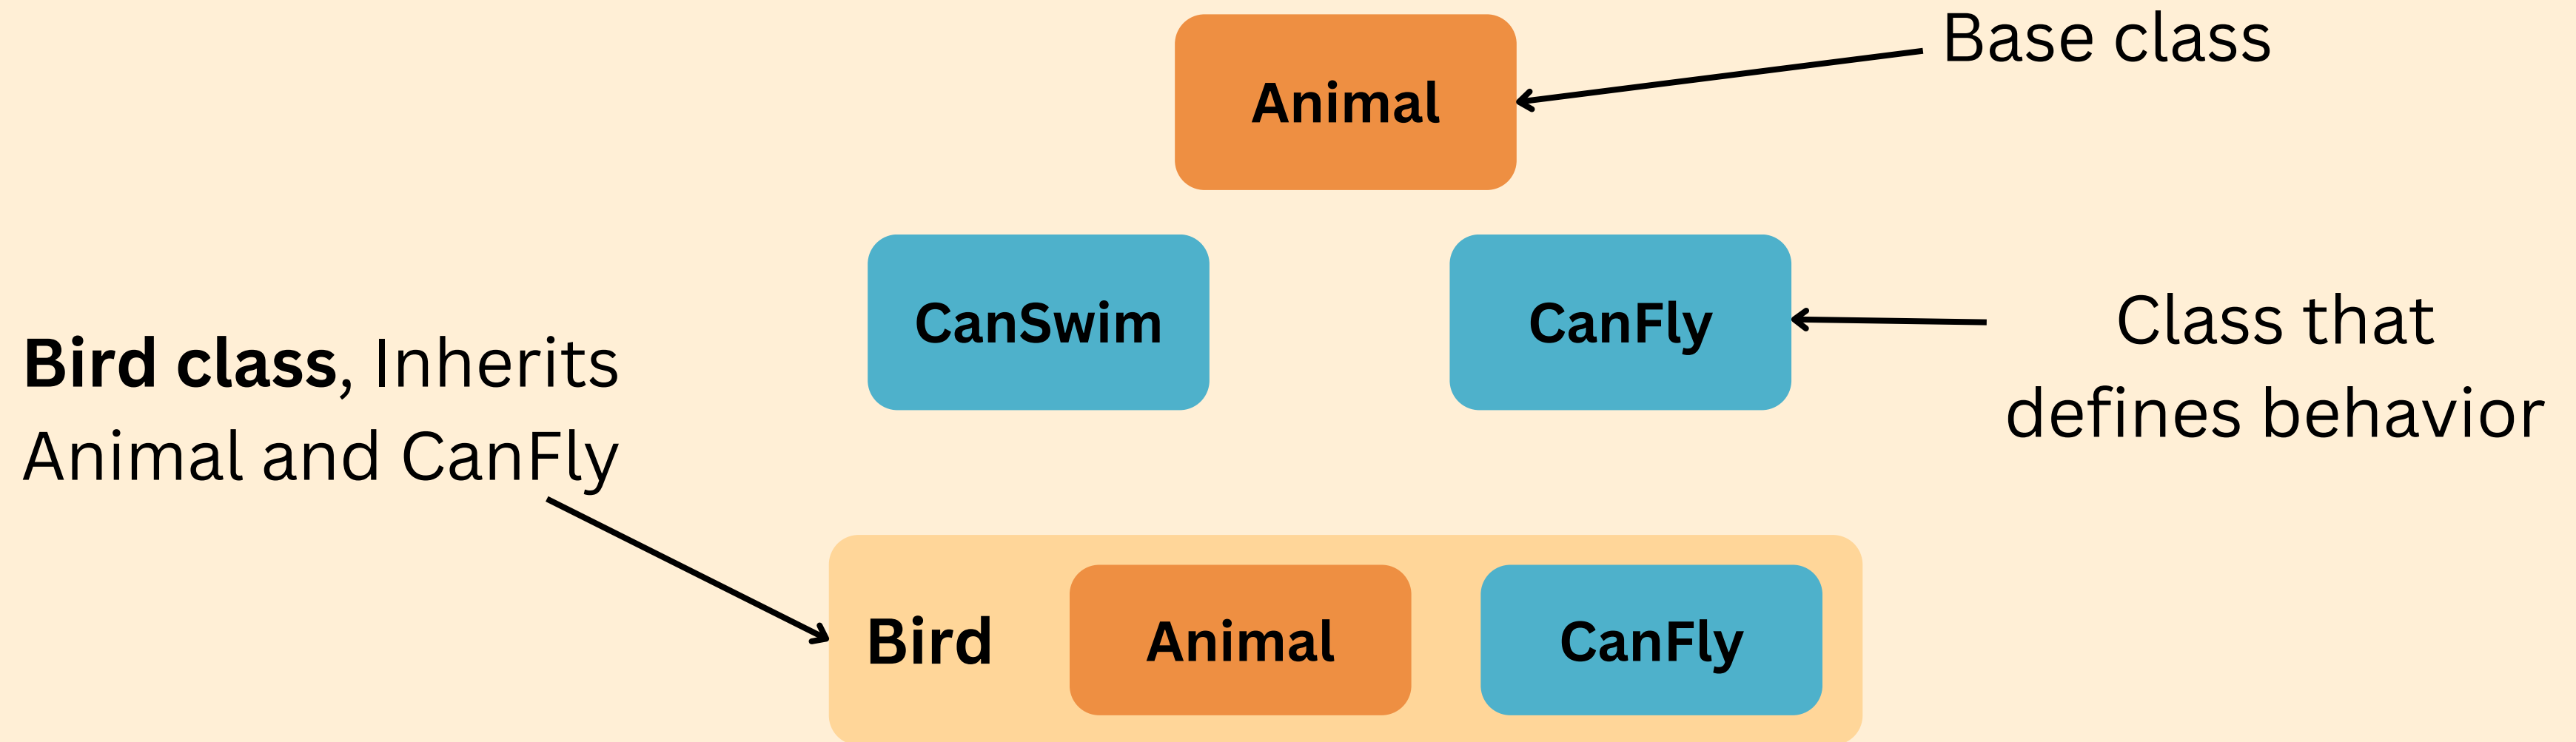 Base class
Animal
CanSwim
CanFly
Class that
defines behavior
Bird class, Inherits
Animal and CanFly
Bird
Animal
CanFly